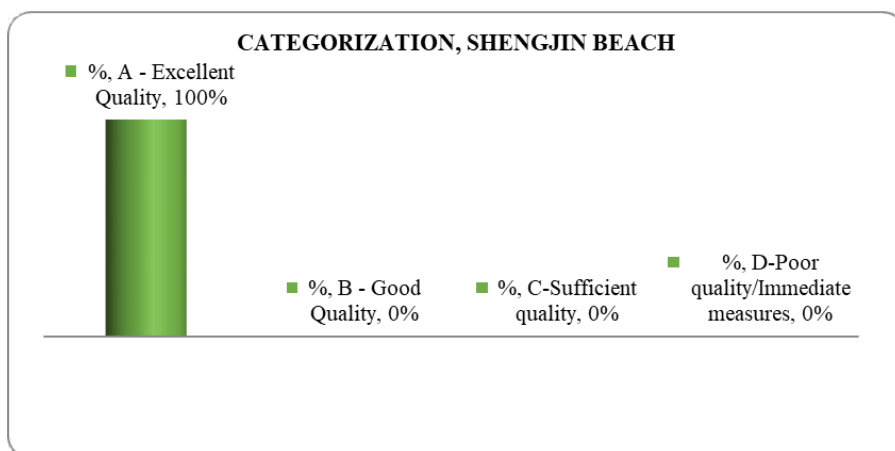 CATEGORIZATION, SHENGJIN BEACH
%, A - Excellent
Quality, 100%
%, B - Good
Quality, 0%
%, C-Sufficient
quality, 0%
%, D-Poor
quality/Immediate
measures, 0%